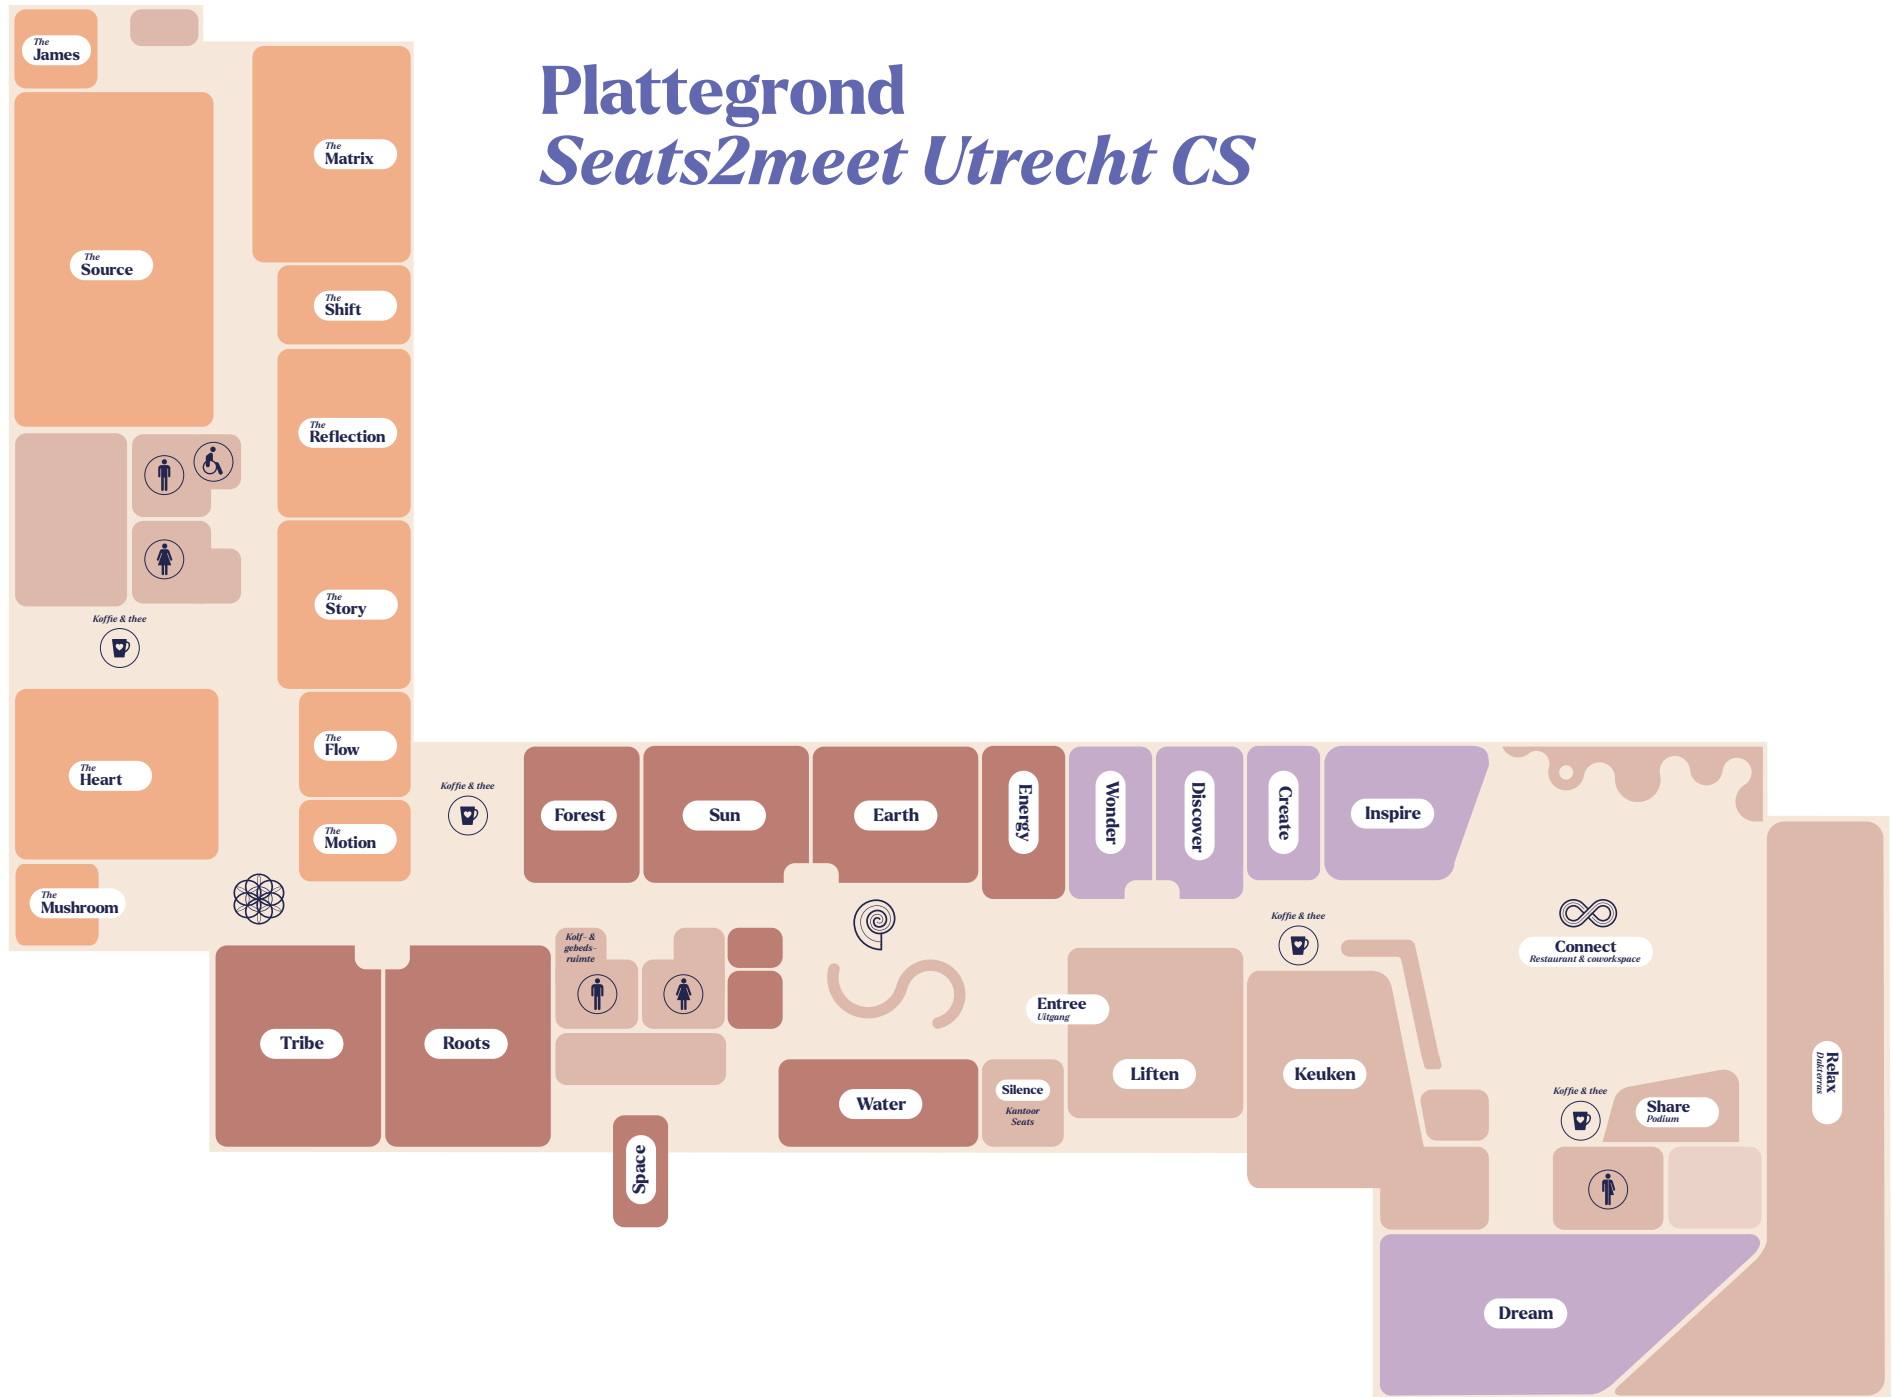 Plattegrond
Seats2meet Utrecht CS
The
James
The
Matrix
The
Source
The
Shift
The
Reflection
The
Story
Koffie & thee
The
Heart
The
Flow
The
Motion
The
Mushroom
Koffie & thee
Forest
Sun
Earth
Energy
Wonder
Discover
Create
Inspire
Tribe
Roots
Kolf- &
gebeds-
ruimte
Space
Water
Silence
Kantoor
Seats
Entree
Uitgang
Liften
Koffie & thee
Keuken
Connect
Restaurant & coworkspace
Koffie & thee
Share
Podium
Relax
Dakterras
Dream